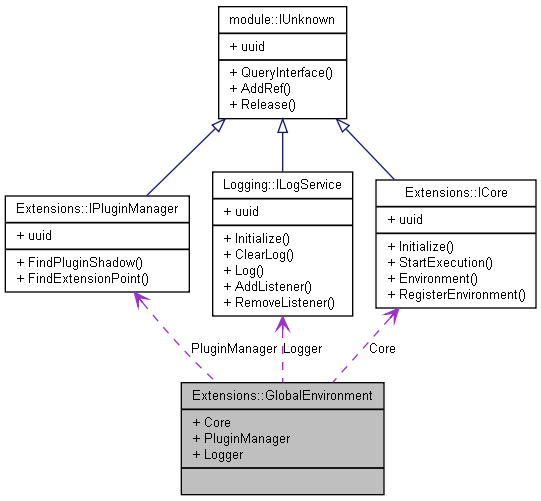 module::IUnknown
+ uuid
+ QueryInterface()
+ AddRef()
+ Release()
Extensions::IPluginManager
+ uuid
+ FindPluginShadow()
+ FindExtensionPoint()
Logging::ILogService
+ uuid
+ Initialize()
+ ClearLog()
+ Log()
+ AddListener()
+ RemoveListener()
Extensions::ICore
+ uuid
+ Initialize()
+ StartExecution()
+ Environment()
+ RegisterEnvironment()
PluginManager
Logger
Core
Extensions::GlobalEnvironment
+ Core
+ PluginManager
+ Logger